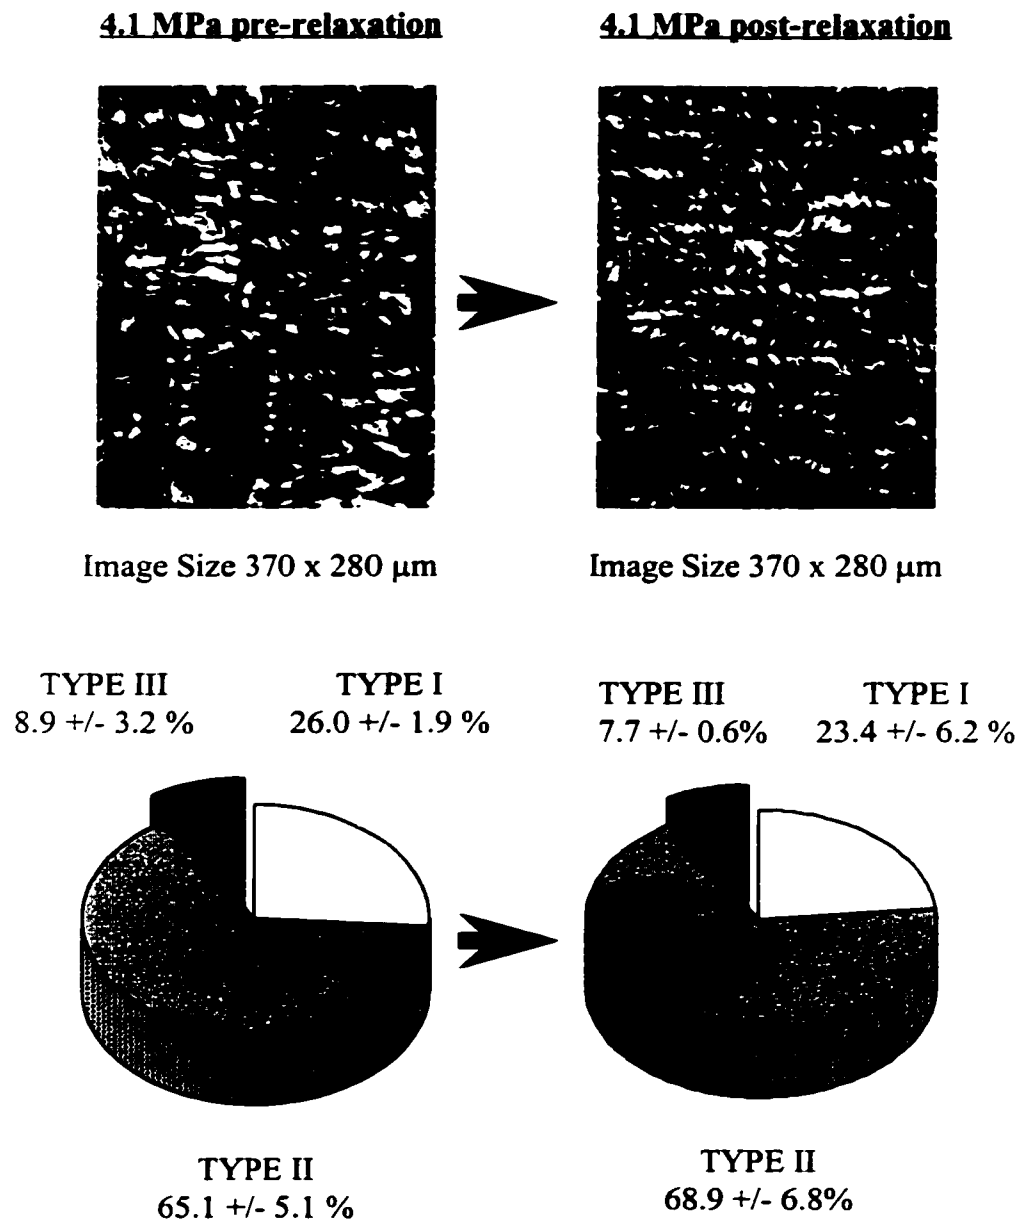 4.1 MPa pre-relaxation
4.1 MPa post-relaxation
Image Size 370 x 280 µm
Image Size 370 x 280 µm
TYPE III
8.9 +/- 3.2 %
TYPE I
26.0 +/- 1.9 %
TYPE III
7.7 +/- 0.6%
TYPE I
23.4 +/- 6.2 %
TYPE II
65.1 +/- 5.1 %
TYPE II
68.9 +/- 6.8%